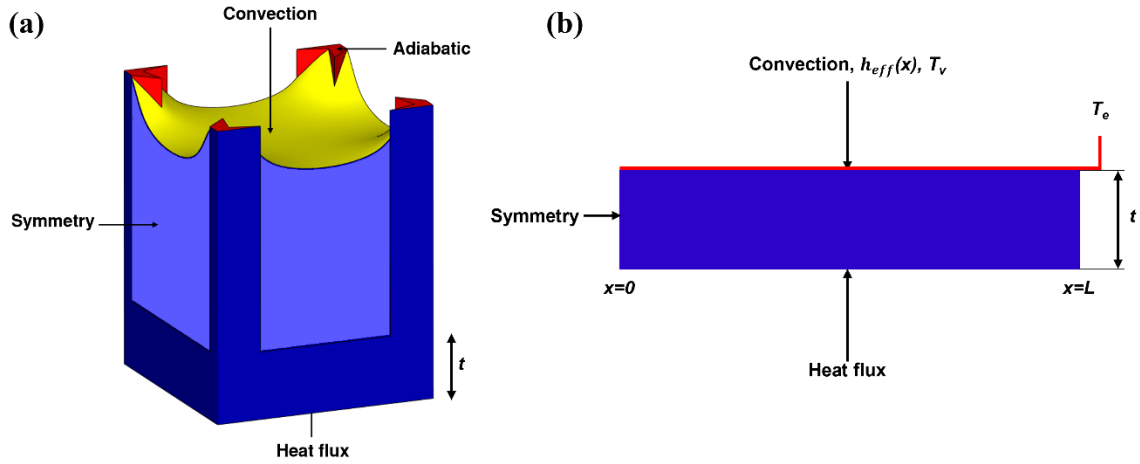 (a)
Convection
Adiabatic
Symmetry
t
Heat flux
(b)
Convection, h_eff(x), T_v
T_e
Symmetry
t
x=0
x=L
Heat flux